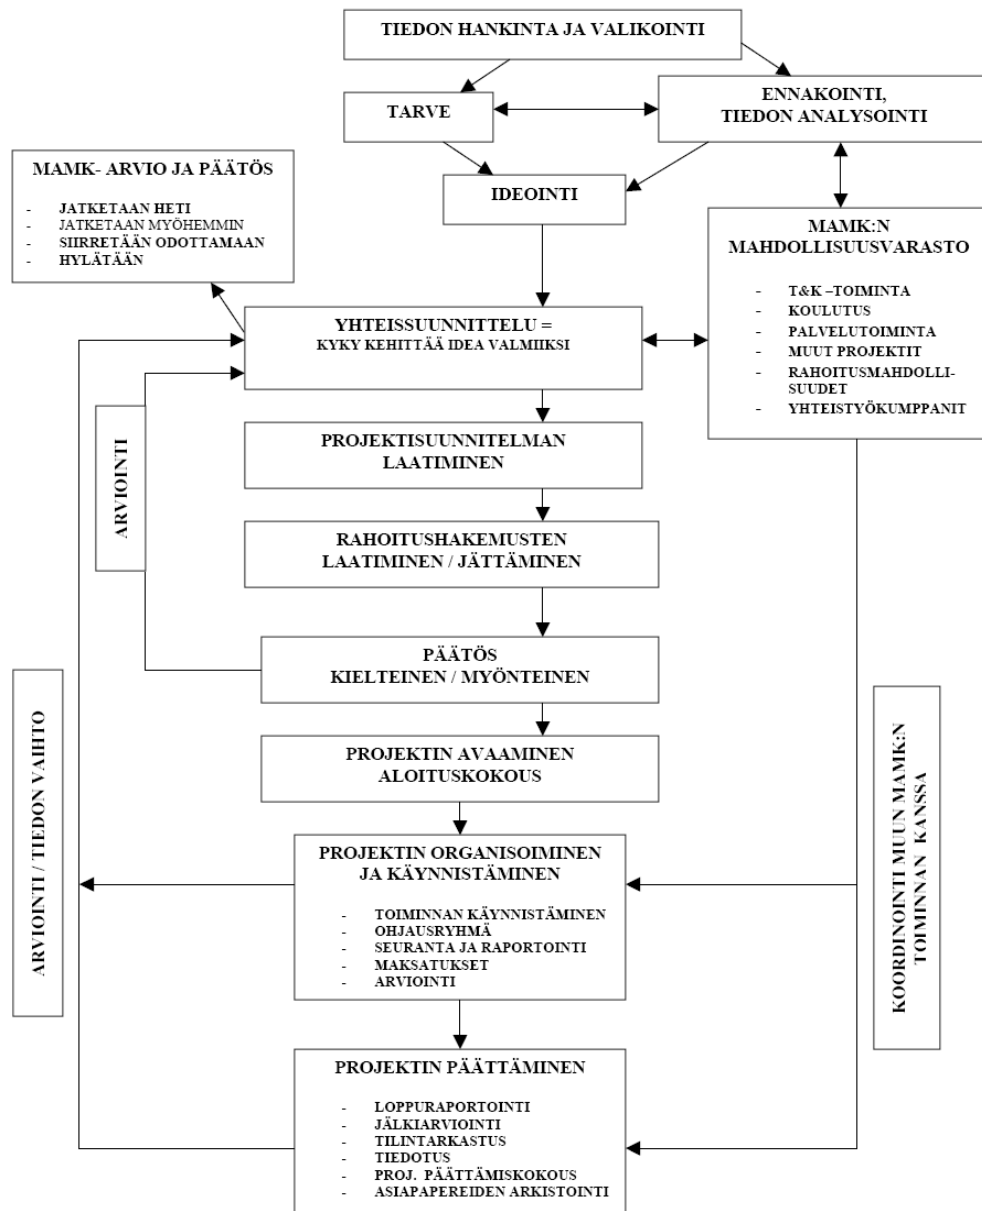 TIEDON HANKINTA JA VALIKOINTI
TARVE
ENNAKOINTI,
TIEDON ANALYSOINTI
MAMK- ARVIO JA PÄÄTÖS
- JATKETAAN HETI
- JATKETAAN MYÖHEMMIN
- SIIRRETÄÄN ODOTTAMAAN
- HYLÄTÄÄN
IDEOINTI
MAMK:N
MAHDOLLISUUSVARASTO
- T&K –TOIMINTA
- KOULUTUS
- PALVELUTOIMINTA
- MUUT PROJEKTIT
- RAHOITUSMAHDOLLI-
SUUDET
- YHTEISTYÖKUMPPANIT
YHTEISSUUNNITTELU =
KYKY KEHITTÄÄ IDEA VALMIIKSI
ARVIOINTI
PROJEKTISUUNNITELMAN
LAATIMINEN
RAHOITUSHAKEMUSTEN
LAATIMINEN / JÄTTÄMINEN
PÄÄTÖS
KIELTEINEN / MYÖNTEINEN
PROJEKTIN AVAAMINEN
ALOITUSKOKOUS
ARVIOINTI / TIEDON VAIHTO
KOORDINOINTI MUUN MAMK:N
TOIMINNAN KANSSA
PROJEKTIN ORGANISOIMINEN
JA KÄYNNISTÄMINEN
- TOIMINNAN KÄYNNISTÄMINEN
- OHJAUSRYHMÄ
- SEURANTA JA RAPORTOINTI
- MAKSATUKSET
- ARVIOINTI
PROJEKTIN PÄÄTTÄMINEN
- LOPPURAPORTOINTI
- JÄLKIARVIOINTI
- TILINTARKASTUS
- TIEDOTUS
- PROJ. PÄÄTTÄMISKOKOUS
- ASIAPAPEREIDEN ARKISTOINTI